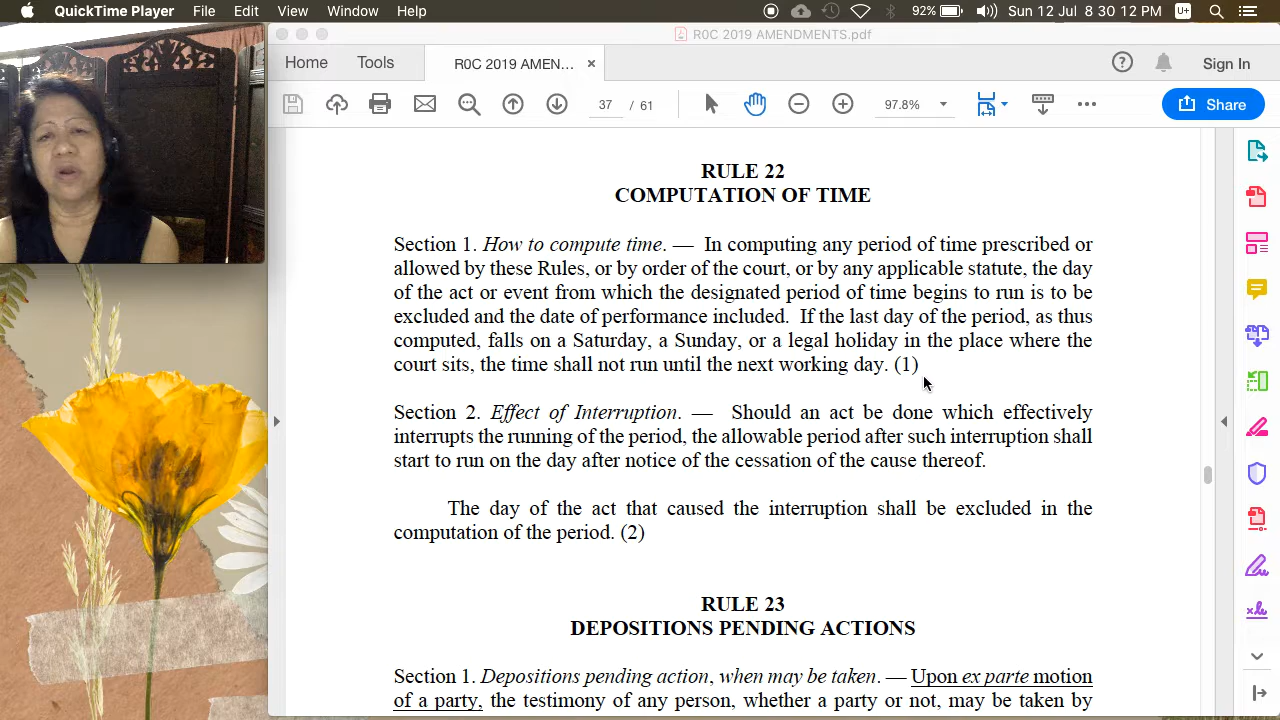 QuickTime Player File Edit View Window Help 92% Sun 12 Jul 8 30 12 PM U+
R0C 2019 AMENDMENTS.pdf
Home Tools R0C 2019 AMEN... × Sign In
37 / 61 97.8% Share
RULE 22
COMPUTATION OF TIME
Section 1. How to compute time. — In computing any period of time prescribed or
allowed by these Rules, or by order of the court, or by any applicable statute, the day
of the act or event from which the designated period of time begins to run is to be
excluded and the date of performance included. If the last day of the period, as thus
computed, falls on a Saturday, a Sunday, or a legal holiday in the place where the
court sits, the time shall not run until the next working day. (1)
Section 2. Effect of Interruption. — Should an act be done which effectively
interrupts the running of the period, the allowable period after such interruption shall
start to run on the day after notice of the cessation of the cause thereof.
The day of the act that caused the interruption shall be excluded in the
computation of the period. (2)
RULE 23
DEPOSITIONS PENDING ACTIONS
Section 1. Depositions pending action, when may be taken. — Upon ex parte motion
of a party, the testimony of any person, whether a party or not, may be taken by